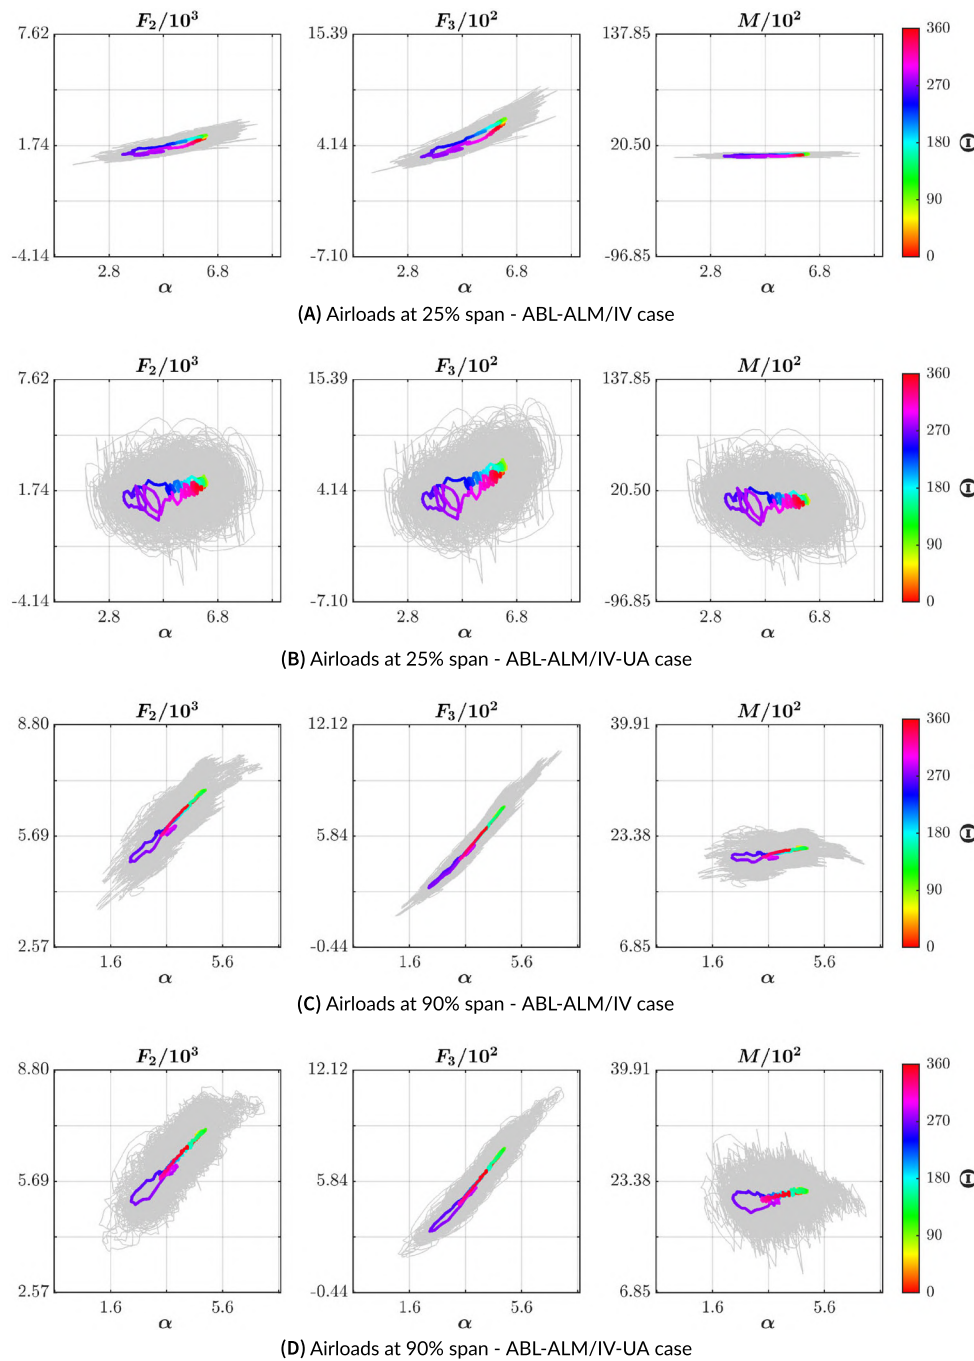 F₂/10³ F₃/10² M/10²
7.62 15.39 137.85 360
270
1.74 4.14 20.50 180 Θ
90
-4.14 -7.10 -96.85 0
2.8 6.8 2.8 6.8 2.8 6.8
α α α
(A) Airloads at 25% span - ABL-ALM/IV case
F₂/10³ F₃/10² M/10²
7.62 15.39 137.85 360
270
1.74 4.14 20.50 180 Θ
90
-4.14 -7.10 -96.85 0
2.8 6.8 2.8 6.8 2.8 6.8
α α α
(B) Airloads at 25% span - ABL-ALM/IV-UA case
F₂/10³ F₃/10² M/10²
8.80 12.12 39.91 360
270
5.69 5.84 23.38 180 Θ
90
2.57 -0.44 6.85 0
1.6 5.6 1.6 5.6 1.6 5.6
α α α
(C) Airloads at 90% span - ABL-ALM/IV case
F₂/10³ F₃/10² M/10²
8.80 12.12 39.91 360
270
5.69 5.84 23.38 180 Θ
90
2.57 -0.44 6.85 0
1.6 5.6 1.6 5.6 1.6 5.6
α α α
(D) Airloads at 90% span - ABL-ALM/IV-UA case